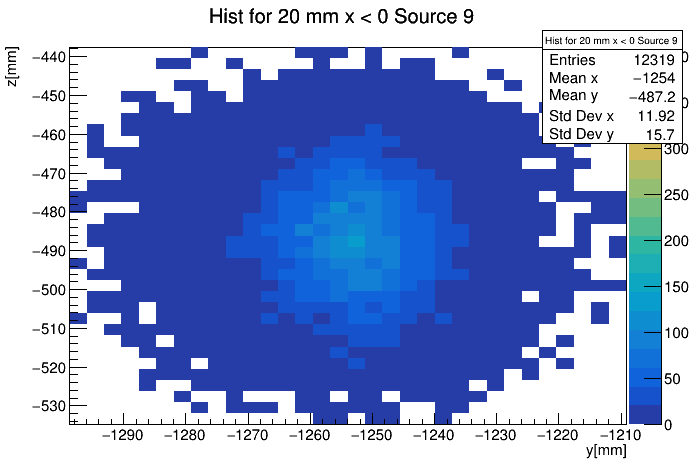 Hist for 20 mm x < 0 Source 9
z[mm]
Hist for 20 mm x < 0 Source 9
Entries 12319
Mean x −1254
Mean y −487.2
Std Dev x 11.92
Std Dev y 15.7
−440
−450
−460
−470
−480
−490
−500
−510
−520
−530
300
250
200
150
100
50
0
−1290 −1280 −1270 −1260 −1250 −1240 −1230 −1220 −1210
y[mm]